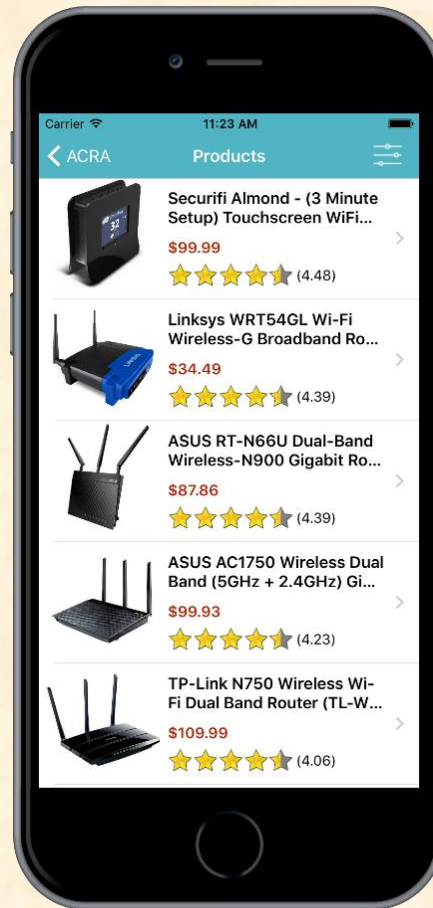 Carrier
11:23 AM
ACRA
Products
Securifi Almond - (3 Minute
Setup) Touchscreen WiFi...
$99.99
(4.48)
Linksys WRT54GL Wi-Fi
Wireless-G Broadband Ro...
$34.49
(4.39)
ASUS RT-N66U Dual-Band
Wireless-N900 Gigabit Ro...
$87.86
(4.39)
ASUS AC1750 Wireless Dual
Band (5GHz + 2.4GHz) Gi...
$99.93
(4.23)
TP-Link N750 Wireless Wi-
Fi Dual Band Router (TL-W...
$109.99
(4.06)